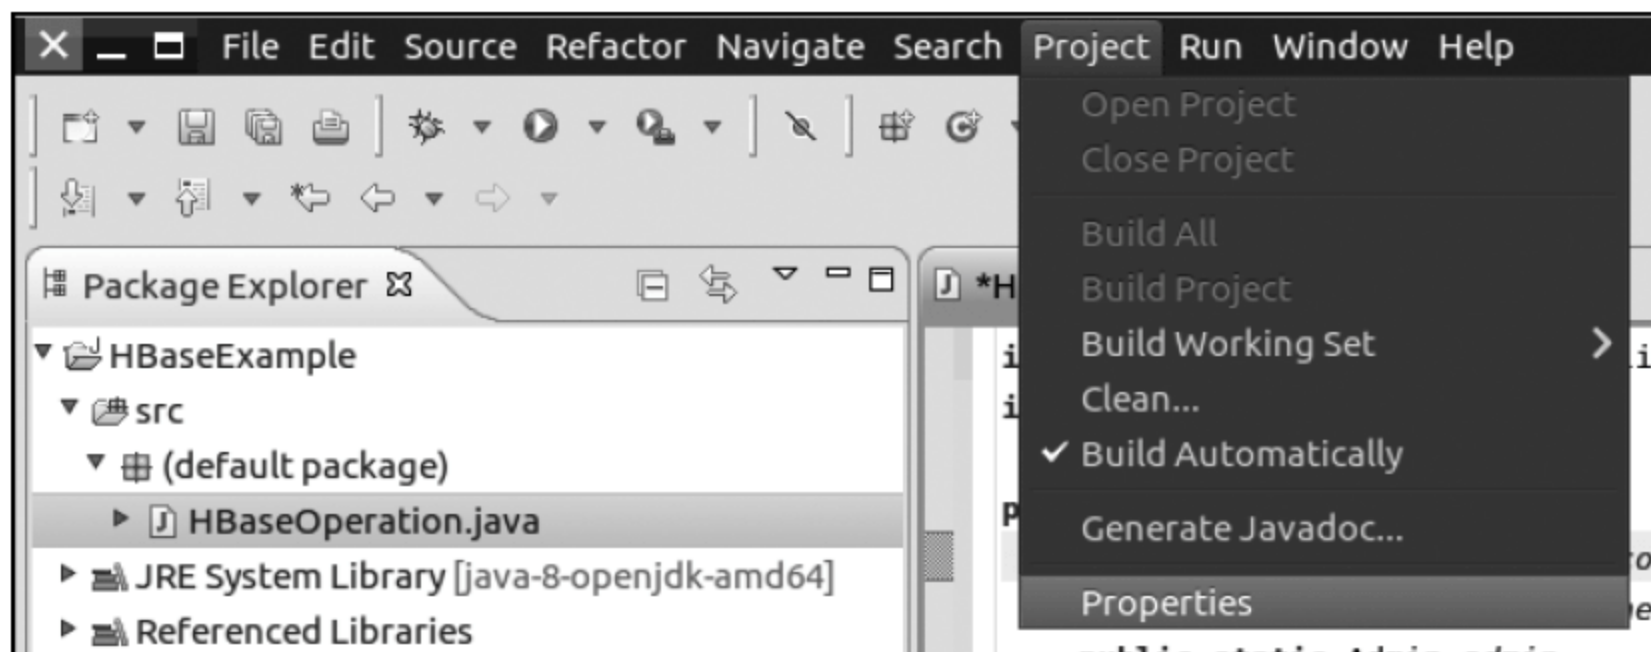 File Edit Source Refactor Navigate Search Project Run Window Help
Open Project
Close Project
Build All
Build Project
Build Working Set
Clean...
Build Automatically
Generate Javadoc...
Properties
Package Explorer
HBaseExample
src
(default package)
HBaseOperation.java
JRE System Library [java-8-openjdk-amd64]
Referenced Libraries
*H